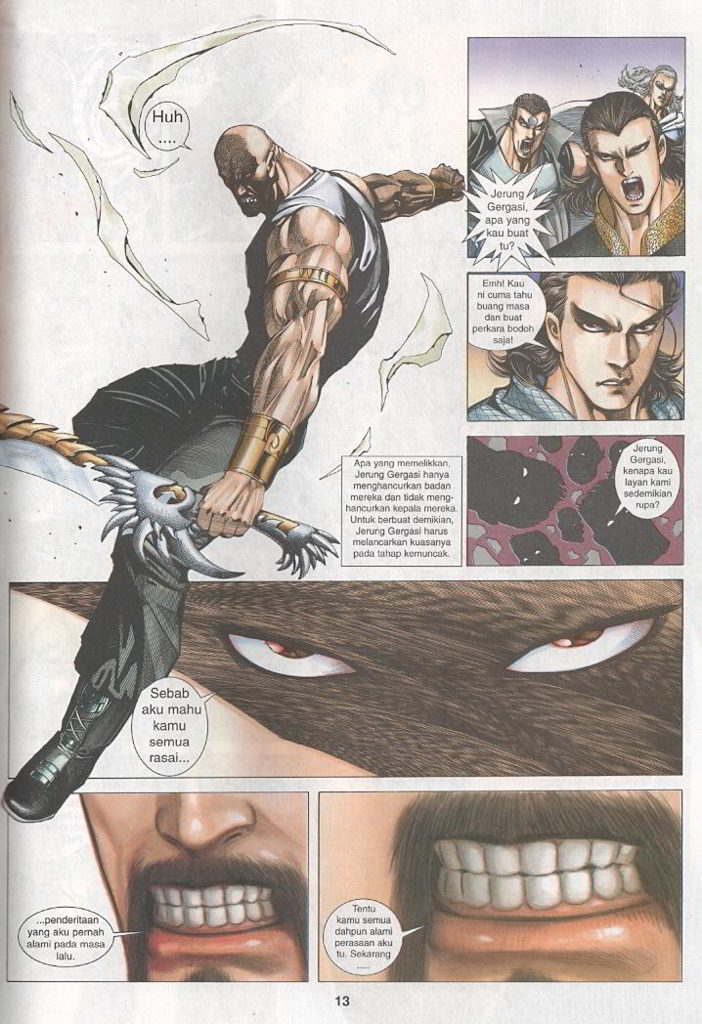 Huh
....
Jerung
Gergasi,
apa yang
kau buat
tu?
Emh! Kau
ni cuma tahu
buang masa
dan buat
perkara bodoh
saja!
Apa yang memelikkan,
Jerung Gergasi hanya
menghancurkan badan
mereka dan tidak meng-
hancurkan kepala mereka.
Untuk berbuat demikian,
Jerung Gergasi harus
melancarkan kuasanya
pada tahap kemuncak.
Jerung
Gergasi,
kenapa kau
layan kami
sedemikian
rupa?
Sebab
aku mahu
kamu
semua
rasai...
...penderitaan
yang aku pernah
alami pada masa
lalu.
Tentu
kamu semua
dahpun alami
perasaan aku
tu. Sekarang
.....
13